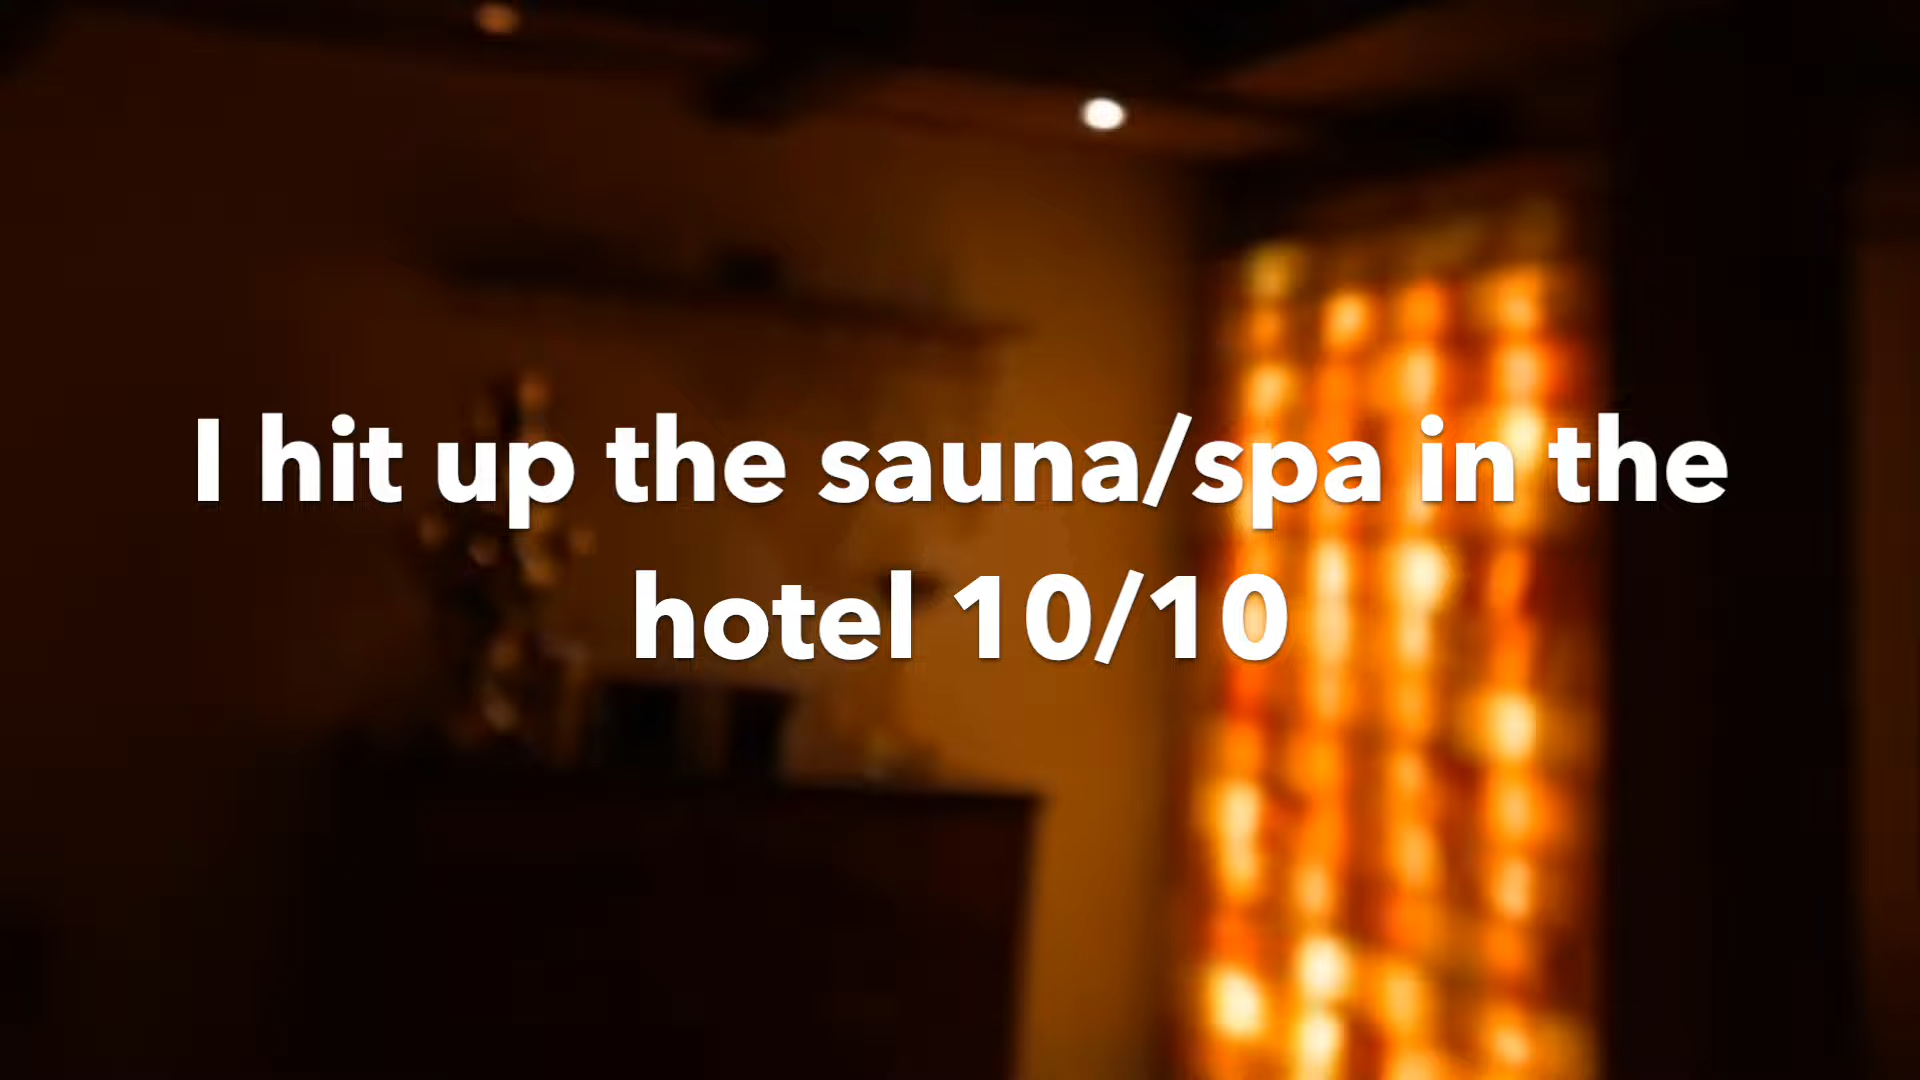 I hit up the sauna/spa in the
hotel 10/10